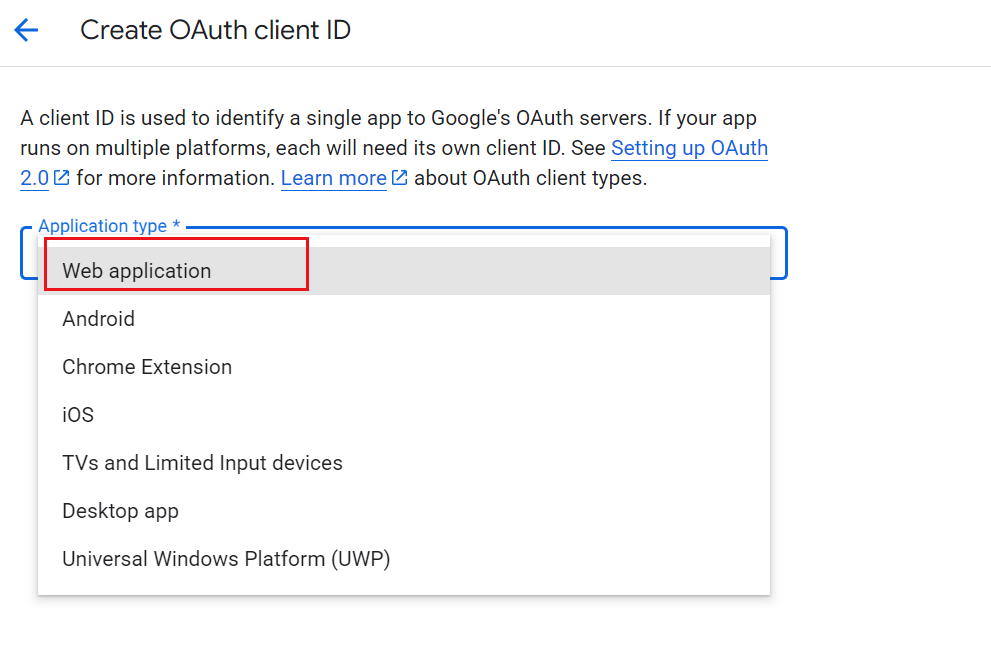 Create OAuth client ID
A client ID is used to identify a single app to Google's OAuth servers. If your app
runs on multiple platforms, each will need its own client ID. See Setting up OAuth
2.0 for more information. Learn more about OAuth client types.
Application type *
Web application
Android
Chrome Extension
iOS
TVs and Limited Input devices
Desktop app
Universal Windows Platform (UWP)